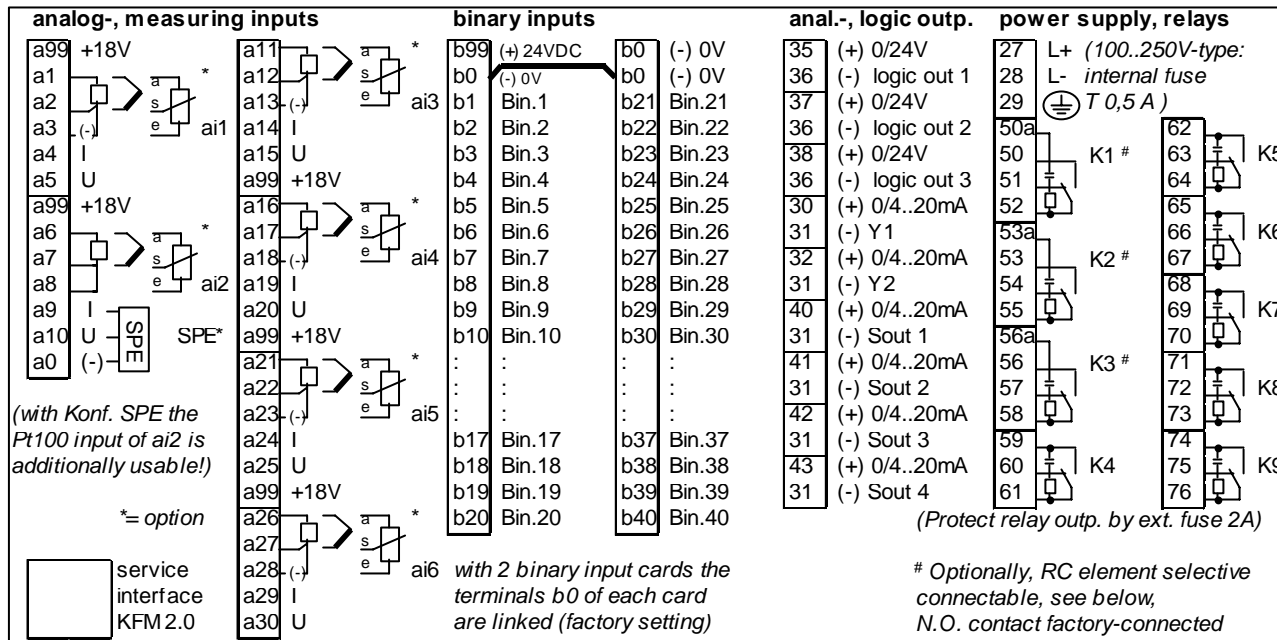 analog-, measuring inputs
a99 +18V
a1 a *
a2 s
a3 (-) e ai1
a4 I
a5 U
a99 +18V
a6 a *
a7 s
a8 e ai2
a9 I
a10 U SPE SPE*
a0 (-)
(with Konf. SPE the
Pt100 input of ai2 is
additionally usable!)
*= option
service
interface
KFM 2.0
a11 a *
a12 s
a13 (-) e ai3
a14 I
a15 U
a99 +18V
a16 a *
a17 s
a18 (-) e ai4
a19 I
a20 U
a99 +18V
a21 a *
a22 s
a23 (-) e ai5
a24 I
a25 U
a99 +18V
a26 a *
a27 s
a28 (-) e ai6
a29 I
a30 U
binary inputs
b99 (+) 24VDC b0 (-) 0V
b0 (-) 0V b0 (-) 0V
b1 Bin.1 b21 Bin.21
b2 Bin.2 b22 Bin.22
b3 Bin.3 b23 Bin.23
b4 Bin.4 b24 Bin.24
b5 Bin.5 b25 Bin.25
b6 Bin.6 b26 Bin.26
b7 Bin.7 b27 Bin.27
b8 Bin.8 b28 Bin.28
b9 Bin.9 b29 Bin.29
b10 Bin.10 b30 Bin.30
: : : :
: : : :
: : : :
b17 Bin.17 b37 Bin.37
b18 Bin.18 b38 Bin.38
b19 Bin.19 b39 Bin.39
b20 Bin.20 b40 Bin.40
with 2 binary input cards the
terminals b0 of each card
are linked (factory setting)
anal.-, logic outp.
35 (+) 0/24V
36 (-) logic out 1
37 (+) 0/24V
36 (-) logic out 2
38 (+) 0/24V
36 (-) logic out 3
30 (+) 0/4..20mA
31 (-) Y1
32 (+) 0/4..20mA
31 (-) Y2
40 (+) 0/4..20mA
31 (-) Sout 1
41 (+) 0/4..20mA
31 (-) Sout 2
42 (+) 0/4..20mA
31 (-) Sout 3
43 (+) 0/4..20mA
31 (-) Sout 4
power supply, relays
27 L+ (100..250V-type:
28 L- internal fuse
29 T 0,5 A )
50a
50 K1 #
51
52
53a
53 K2 #
54
55
56a
56 K3 #
57
58
59
60 K4
61
62
63 K5
64
65
66 K6
67
68
69 K7
70
71
72 K8
73
74
75 K9
76
(Protect relay outp. by ext. fuse 2A)
# Optionally, RC element selective
connectable, see below,
N.O. contact factory-connected